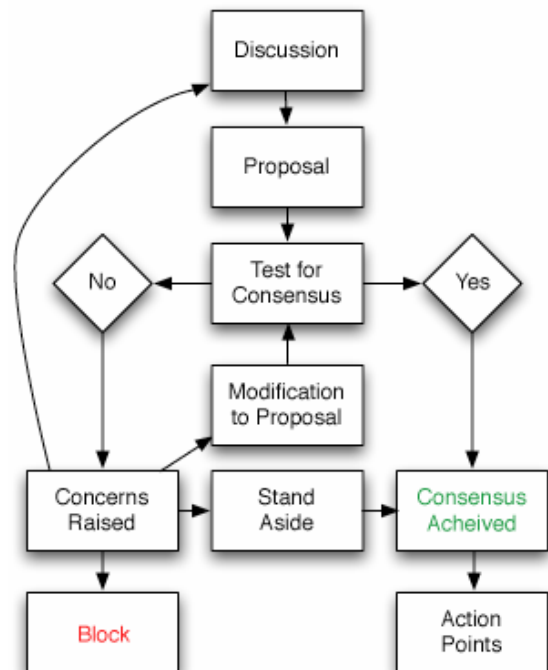 Discussion
Proposal
No
Test for
Consensus
Yes
Modification
to Proposal
Concerns
Raised
Stand
Aside
Consensus
Acheived
Block
Action
Points